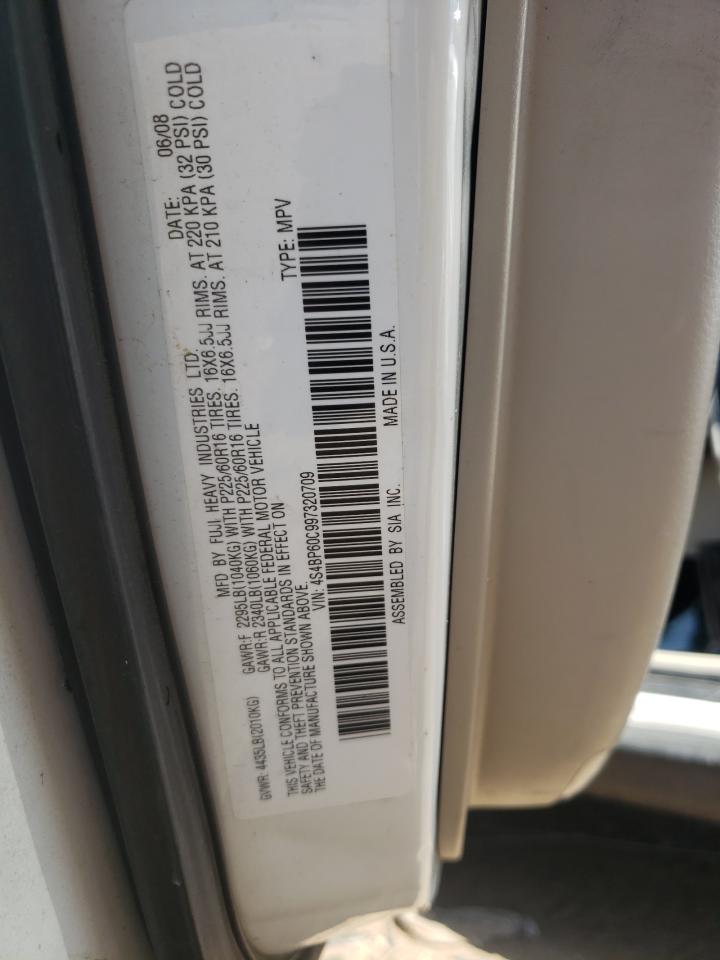 MFD BY FUJI HEAVY INDUSTRIES LTD. DATE: 06/08
GAWR:F 2295LB(1040KG) WITH P225/60R16 TIRES. 16X6.5JJ RIMS. AT 220 KPA (32 PSI) COLD
GVWR: 4435LB(2010KG) GAWR:R 2340LB(1060KG) WITH P225/60R16 TIRES. 16X6.5JJ RIMS. AT 210 KPA (30 PSI) COLD
THIS VEHICLE CONFORMS TO ALL APPLICABLE FEDERAL MOTOR VEHICLE
SAFETY AND THEFT PREVENTION STANDARDS IN EFFECT ON
THE DATE OF MANUFACTURE SHOWN ABOVE.
VIN: 4S4BP60C997320709 TYPE: MPV
ASSEMBLED BY SIA INC. MADE IN U.S.A.